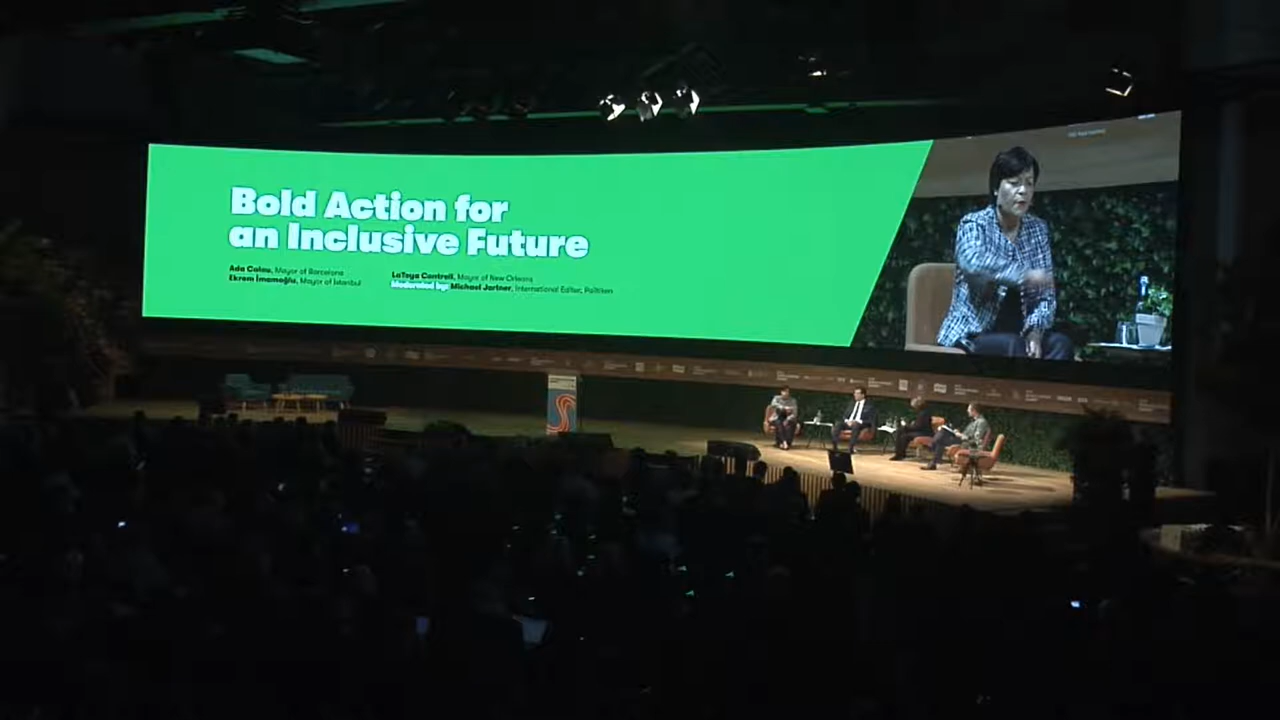 Bold Action for
an Inclusive Future
Ada Colau, Mayor of Barcelona
Ekrem İmamoğlu, Mayor of Istanbul
LaToya Cantrell, Mayor of New Orleans
Moderated by: Michael Jarlner, International Editor, Politiken